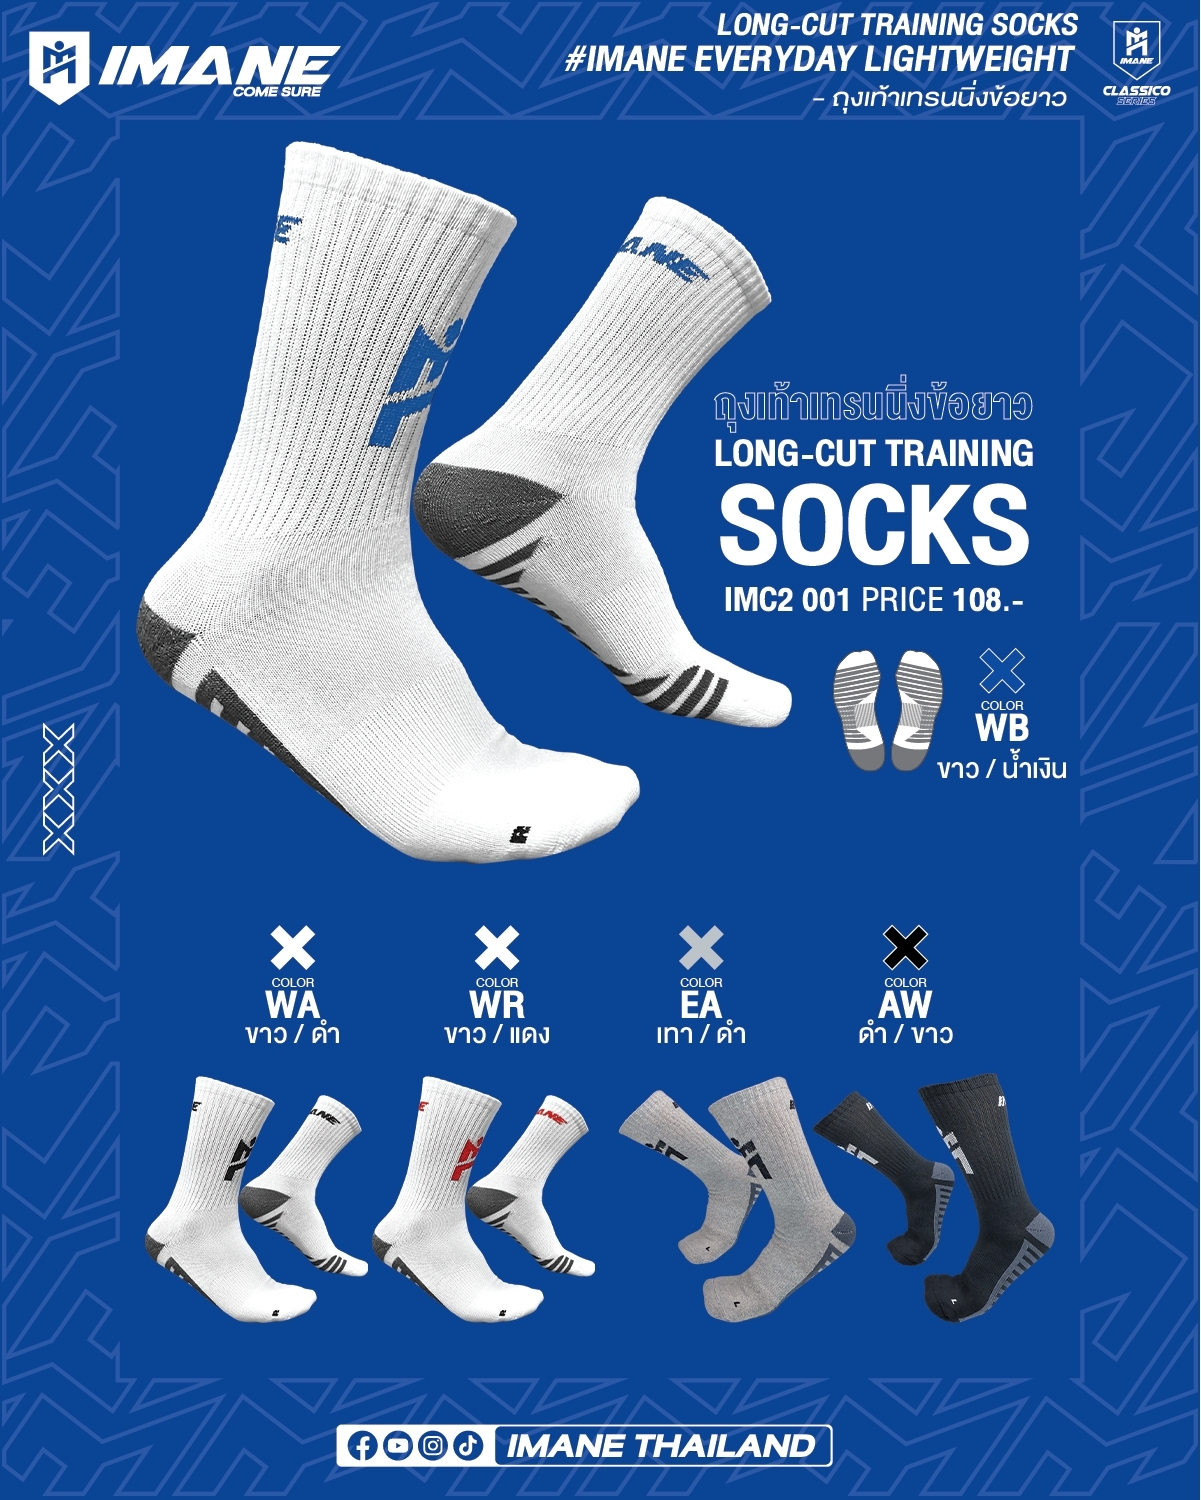 IMANE
COME SURE
LONG-CUT TRAINING SOCKS
#IMANE EVERYDAY LIGHTWEIGHT
- ถุงเท้าเทรนนิ่งข้อยาว
IMANE
CLASSICO
SERIES
ANE
ถุงเท้าเทรนนิ่งข้อยาว
LONG-CUT TRAINING
SOCKS
IMC2 001 PRICE 108.-
COLOR
WB
ขาว / น้ำเงิน
XXXX
COLOR
WA
ขาว / ดำ
COLOR
WR
ขาว / แดง
COLOR
EA
เทา / ดำ
COLOR
AW
ดำ / ขาว
IMANE THAILAND